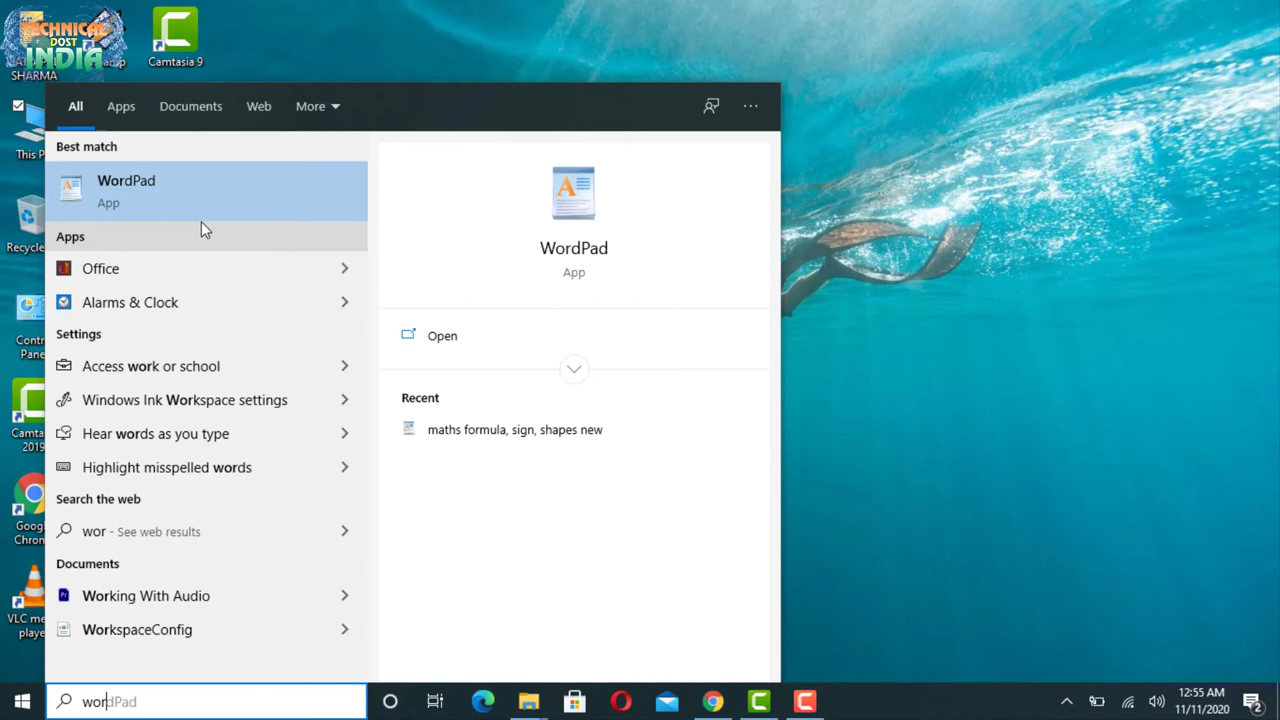 TECHNICAL
DOST
INDIA
SHARMA
Camtasia 9
This P
Recycle
Contr
Pane
Camta
2019
Goog
Chrom
VLC me
playe
All
Apps
Documents
Web
More
Best match
WordPad
App
Apps
Office
Alarms & Clock
Settings
Access work or school
Windows Ink Workspace settings
Hear words as you type
Highlight misspelled words
Search the web
wor - See web results
Documents
Working With Audio
WorkspaceConfig
WordPad
App
Open
Recent
maths formula, sign, shapes new
wordPad
12:55 AM
11/11/2020
2